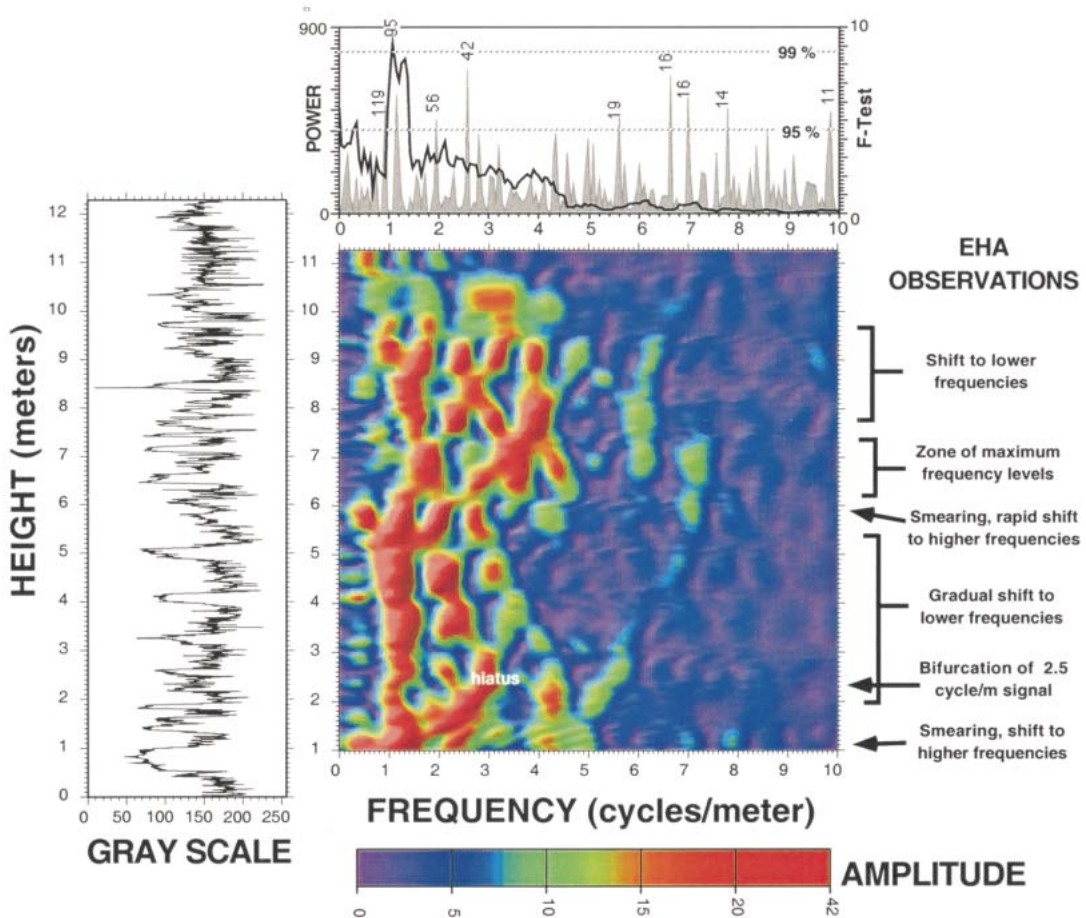 900
10
95
99 %
42
16
119
56
19
16
14
11
POWER
F-Test
95 %
0
0
0 1 2 3 4 5 6 7 8 9 10
EHA
OBSERVATIONS
12
11
10
9
8
7
6
5
4
3
2
1
0
HEIGHT (meters)
0 50 100 150 200 250
GRAY SCALE
11
10
9
8
7
6
5
4
3
2
1
hiatus
0 1 2 3 4 5 6 7 8 9 10
FREQUENCY (cycles/meter)
Shift to lower
frequencies
Zone of maximum
frequency levels
Smearing, rapid shift
to higher frequencies
Gradual shift to
lower frequencies
Bifurcation of 2.5
cycle/m signal
Smearing, shift to
higher frequencies
AMPLITUDE
0 5 10 15 20 42